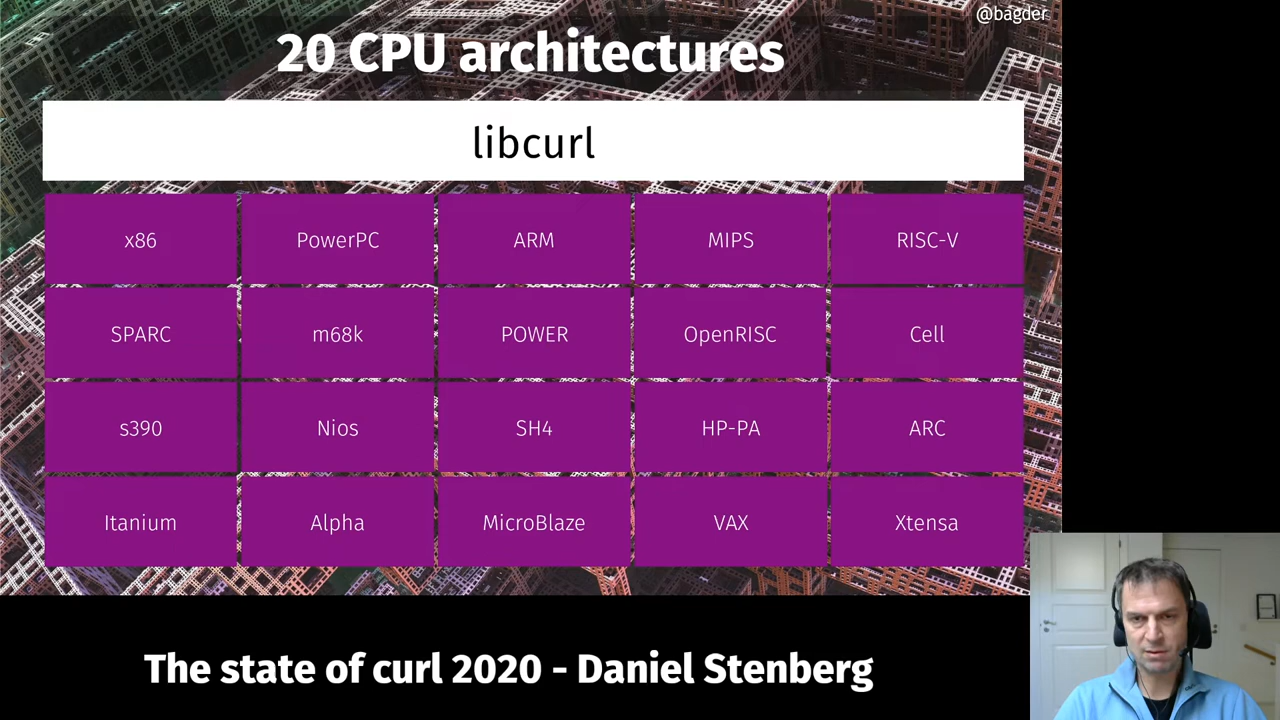 @bagder
20 CPU architectures
libcurl
x86
PowerPC
ARM
MIPS
RISC-V
SPARC
m68k
POWER
OpenRISC
Cell
s390
Nios
SH4
HP-PA
ARC
Itanium
Alpha
MicroBlaze
VAX
Xtensa
The state of curl 2020 - Daniel Stenberg